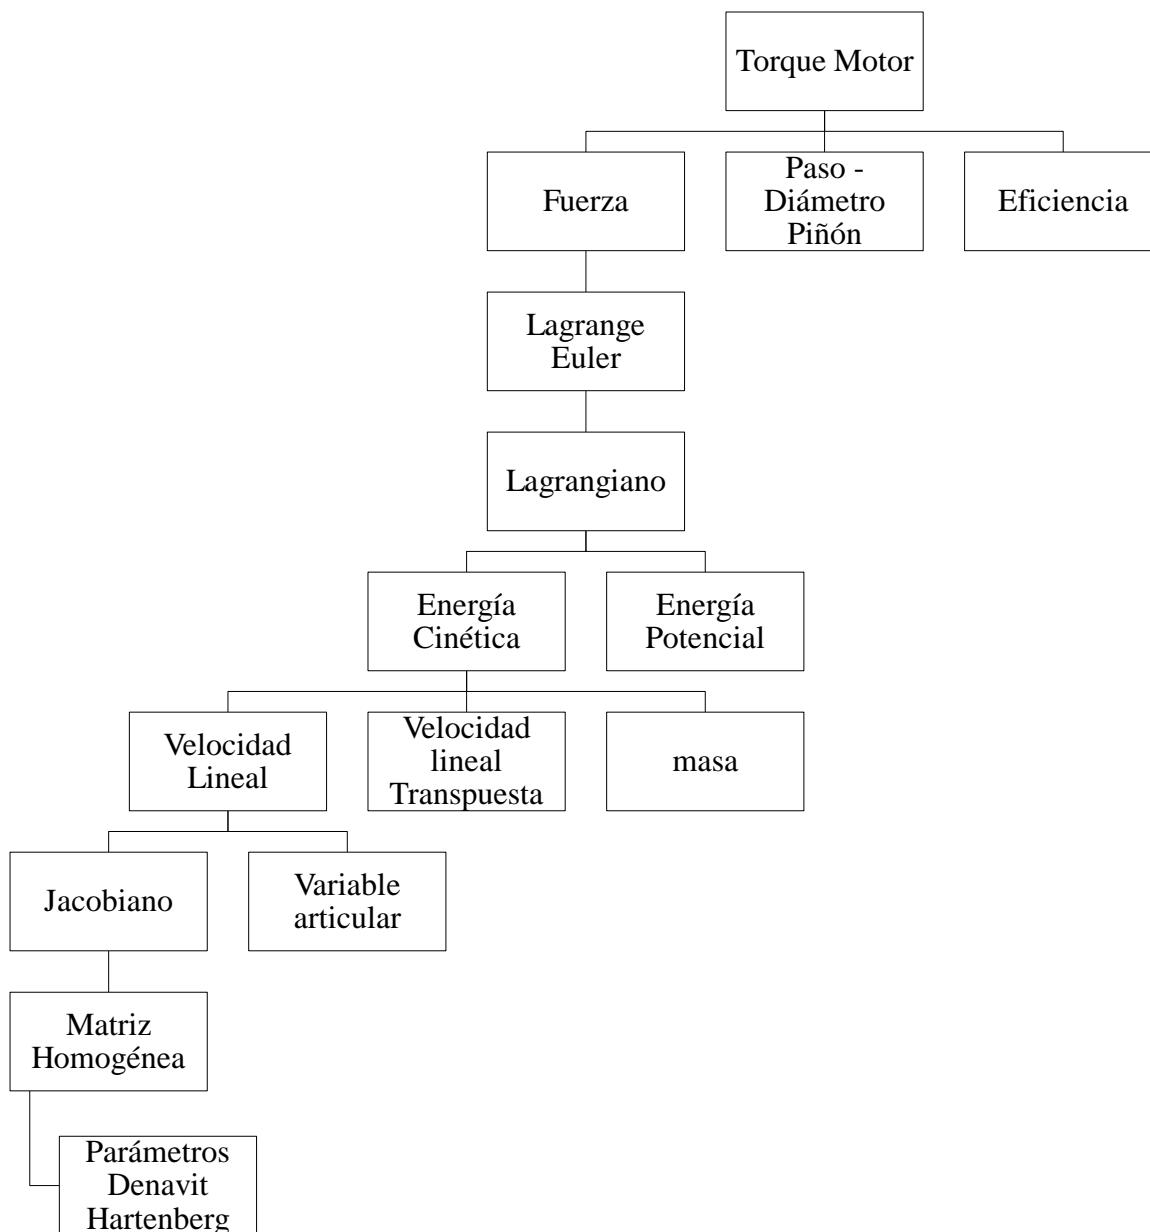 Torque Motor
Fuerza
Paso -
Diámetro
Piñón
Eficiencia
Lagrange
Euler
Lagrangiano
Energía
Cinética
Energía
Potencial
Velocidad
Lineal
Velocidad
lineal
Transpuesta
masa
Jacobiano
Variable
articular
Matriz
Homogénea
Parámetros
Denavit
Hartenberg